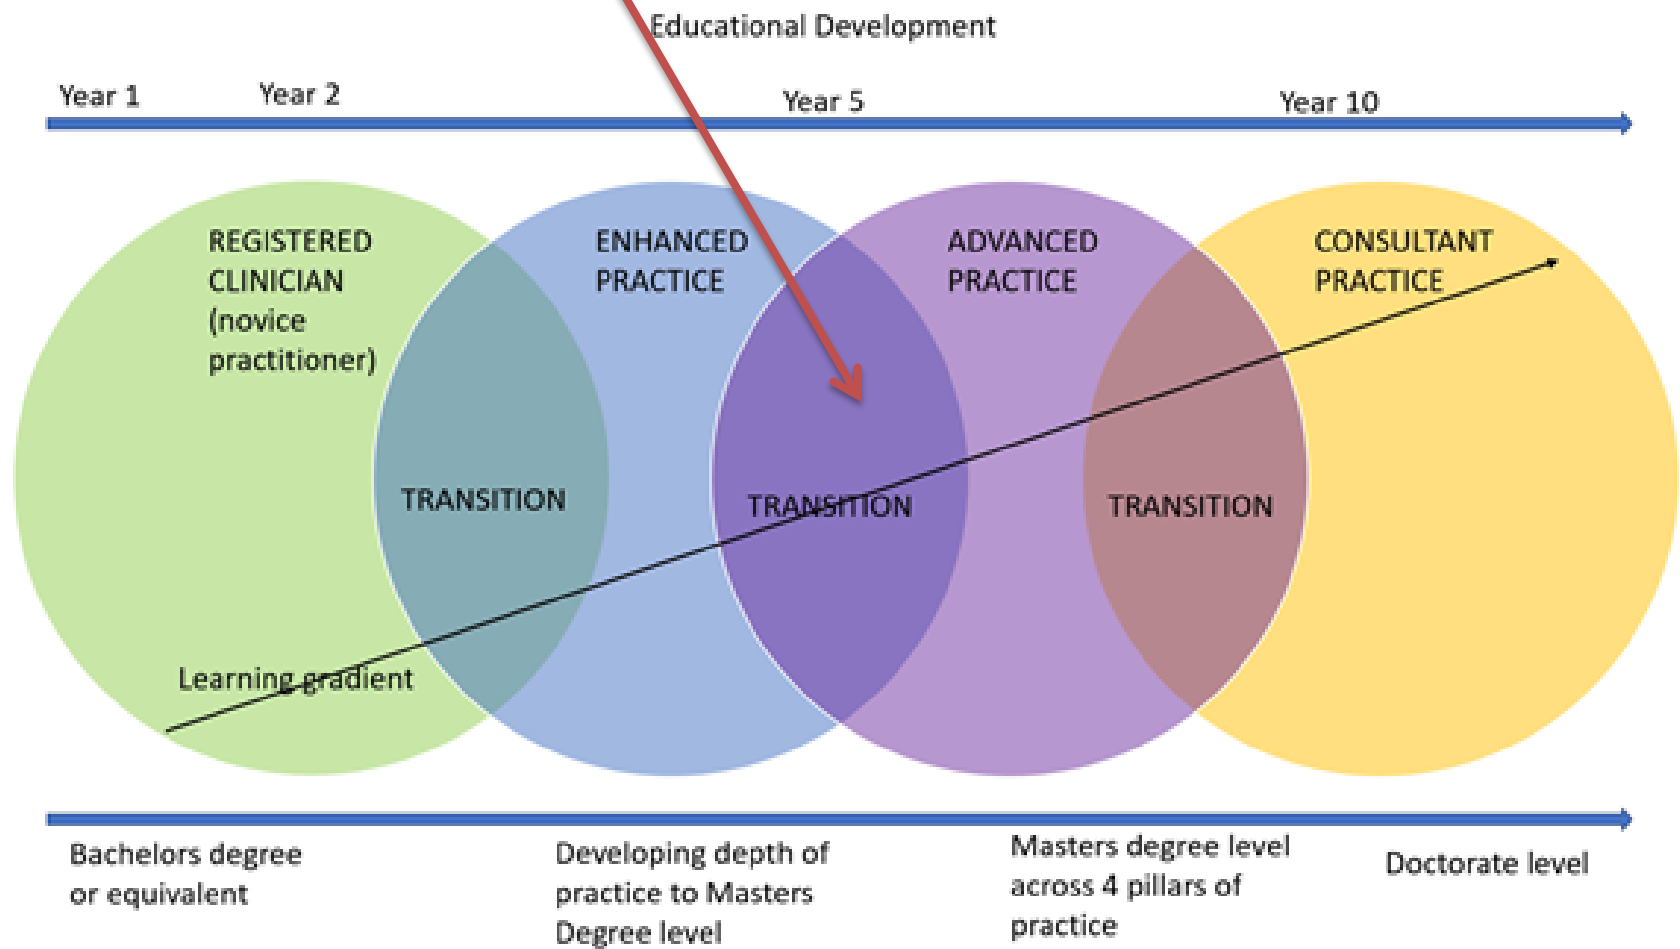 Educational Development
Year 1
Year 2
Year 5
Year 10
REGISTERED
CLINICIAN
(novice
practitioner)
ENHANCED
PRACTICE
ADVANCED
PRACTICE
CONSULTANT
PRACTICE
TRANSITION
TRANSITION
TRANSITION
Learning gradient
Bachelors degree
or equivalent
Developing depth of
practice to Masters
Degree level
Masters degree level
across 4 pillars of
practice
Doctorate level